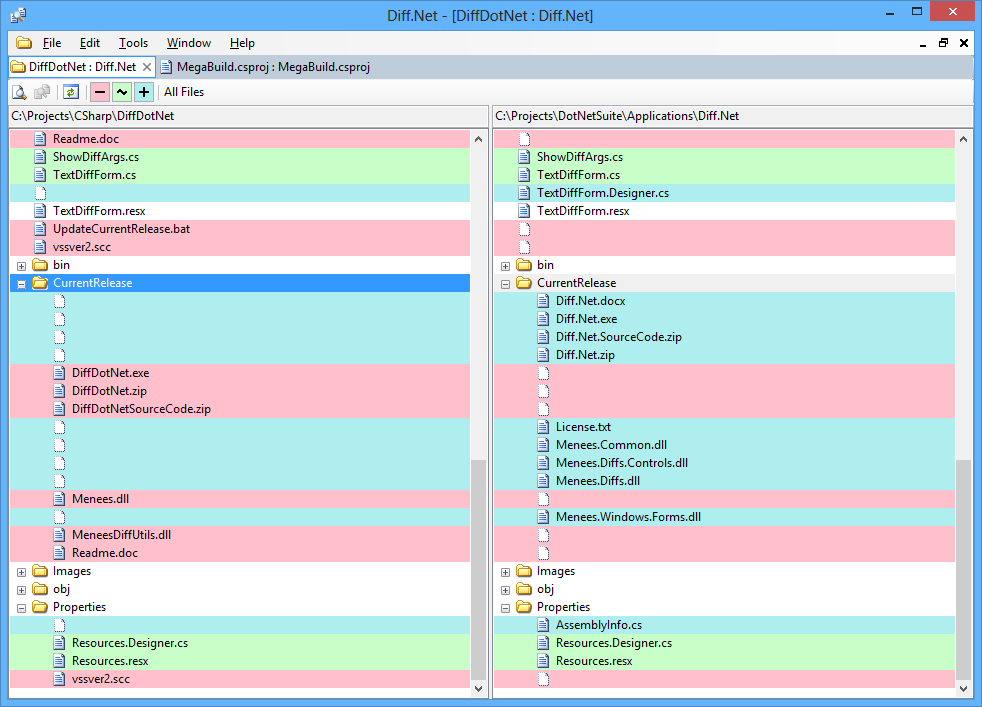 Diff.Net - [DiffDotNet : Diff.Net]
File Edit Tools Window Help
DiffDotNet : Diff.Net MegaBuild.csproj : MegaBuild.csproj
All Files
C:\Projects\CSharp\DiffDotNet
Readme.doc
ShowDiffArgs.cs
TextDiffForm.cs
TextDiffForm.resx
UpdateCurrentRelease.bat
vssver2.scc
bin
CurrentRelease
DiffDotNet.exe
DiffDotNet.zip
DiffDotNetSourceCode.zip
Menees.dll
MeneesDiffUtils.dll
Readme.doc
Images
obj
Properties
Resources.Designer.cs
Resources.resx
vssver2.scc
C:\Projects\DotNetSuite\Applications\Diff.Net
ShowDiffArgs.cs
TextDiffForm.cs
TextDiffForm.Designer.cs
TextDiffForm.resx
bin
CurrentRelease
Diff.Net.docx
Diff.Net.exe
Diff.Net.SourceCode.zip
Diff.Net.zip
License.txt
Menees.Common.dll
Menees.Diffs.Controls.dll
Menees.Diffs.dll
Menees.Windows.Forms.dll
Images
obj
Properties
AssemblyInfo.cs
Resources.Designer.cs
Resources.resx